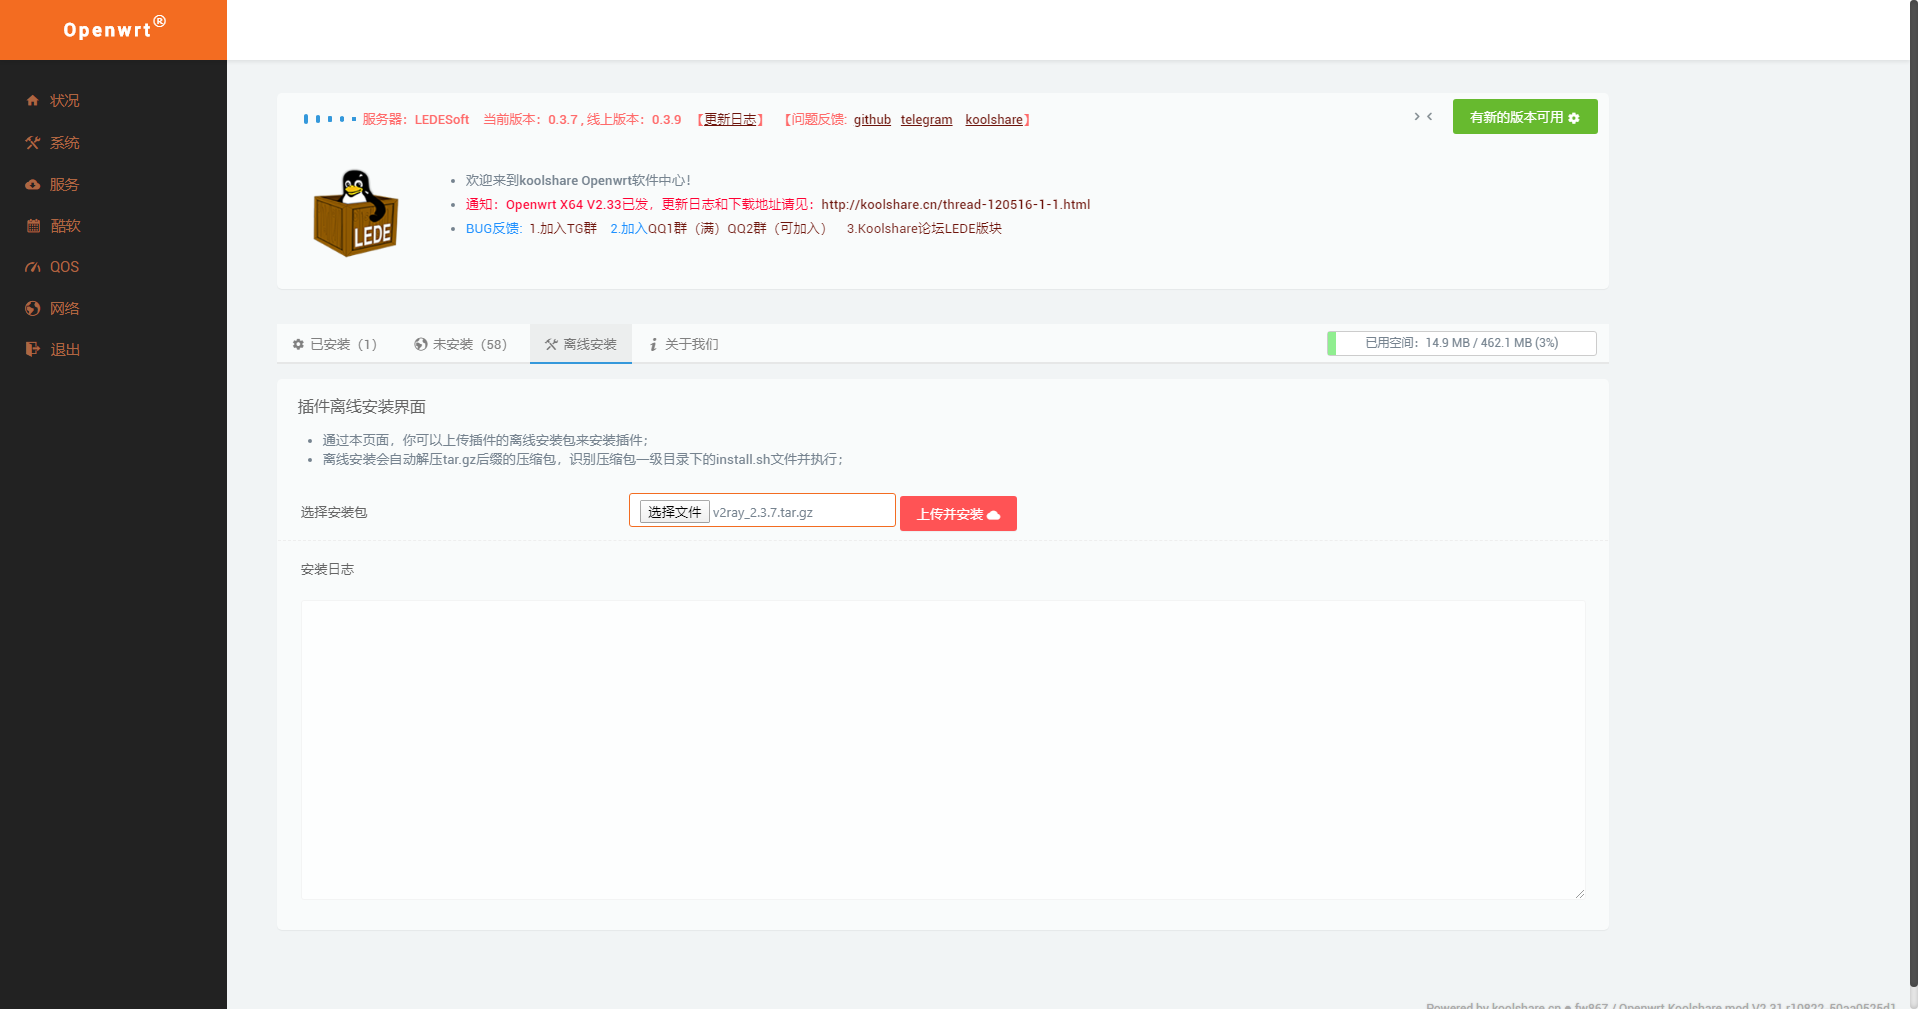 Openwrt®
状况
系统
服务
酷软
QOS
网络
退出
服务器：LEDESoft 当前版本：0.3.7 , 线上版本：0.3.9 【更新日志】 【问题反馈: github telegram koolshare】
有新的版本可用
LEDE
欢迎来到koolshare Openwrt软件中心！
通知：Openwrt X64 V2.33已发，更新日志和下载地址请见：http://koolshare.cn/thread-120516-1-1.html
BUG反馈: 1.加入TG群 2.加入QQ1群（满）QQ2群（可加入） 3.Koolshare论坛LEDE版块
已安装（1） 未安装（58） 离线安装 关于我们
已用空间：14.9 MB / 462.1 MB (3%)
插件离线安装界面
通过本页面，你可以上传插件的离线安装包来安装插件；
离线安装会自动解压tar.gz后缀的压缩包，识别压缩包一级目录下的install.sh文件并执行；
选择安装包
选择文件 v2ray_2.3.7.tar.gz
上传并安装
安装日志
Powered by koolshare.cn ● fw867 / Openwrt Koolshare mod V2.31 r10822-50aa0525d1